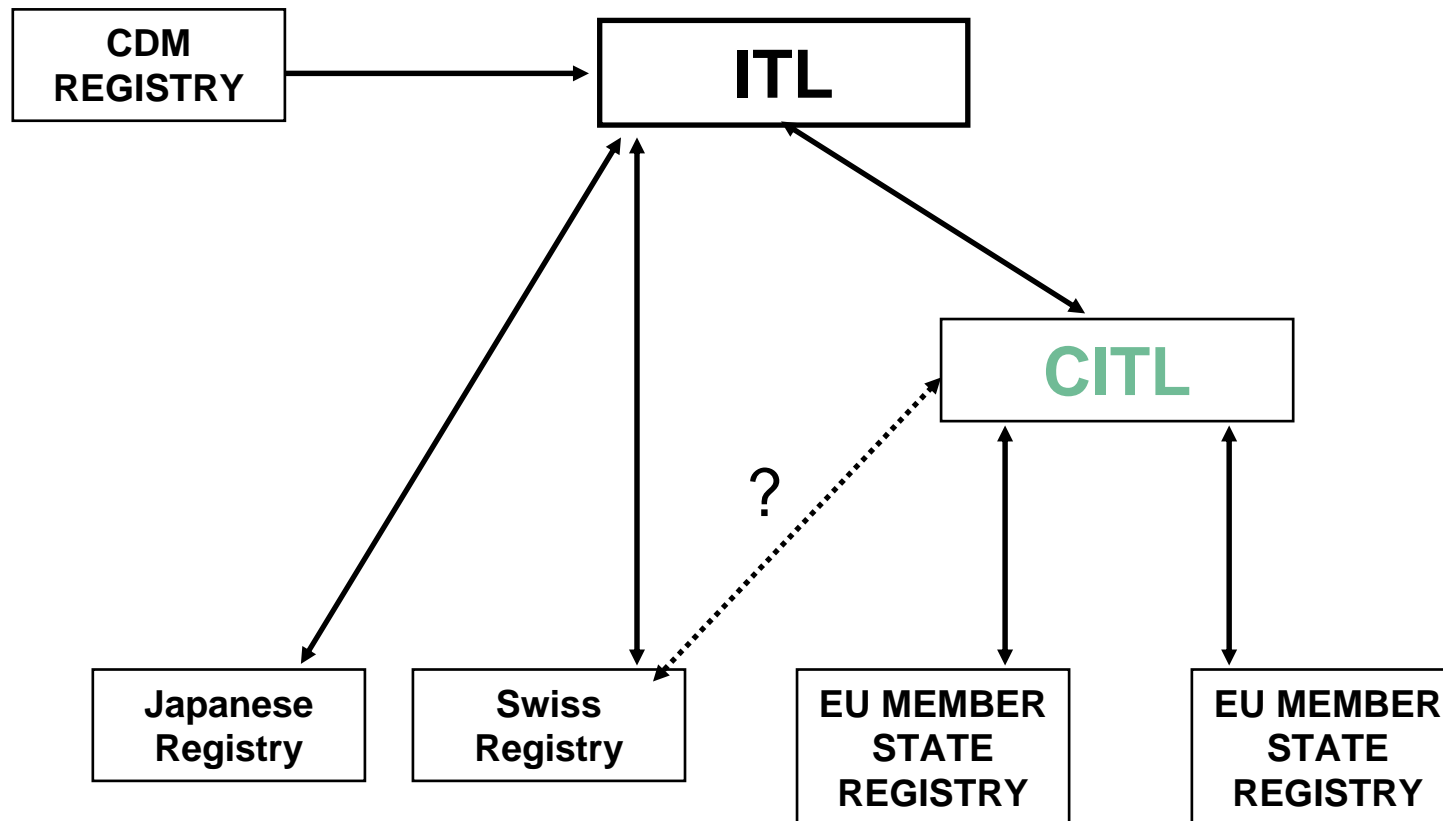 CDM
REGISTRY
ITL
CITL
?
Japanese
Registry
Swiss
Registry
EU MEMBER
STATE
REGISTRY
EU MEMBER
STATE
REGISTRY